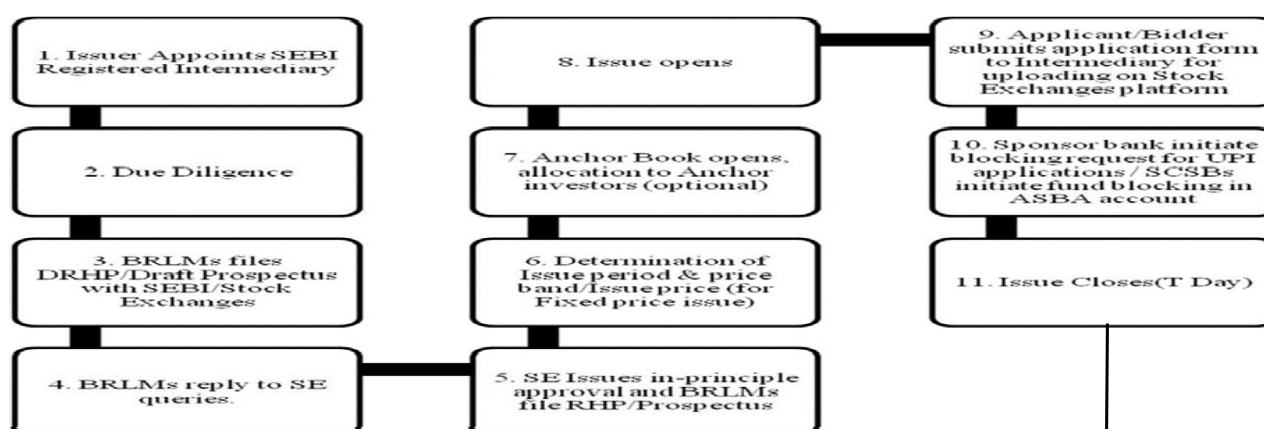 1. Issuer Appoints SEBI
Registered Intermediary
2. Due Diligence
3. BRLMs files
DRHP/Draft Prospectus
with SEBI/Stock
Exchanges
4. BRLMs reply to SE
queries.
5. SE Issues in-principle
approval and BRLMs
file RHP/Prospectus
6. Determination of
Issue period & price
band/Issue price (for
Fixed price issue)
7. Anchor Book opens,
allocation to Anchor
investors (optional)
8. Issue opens
9. Applicant/Bidder
submits application form
to Intermediary for
uploading on Stock
Exchanges platform
10. Sponsor bank initiate
blocking request for UPI
applications / SCSBs
initiate fund blocking in
ASBA account
11. Issue Closes(T Day)